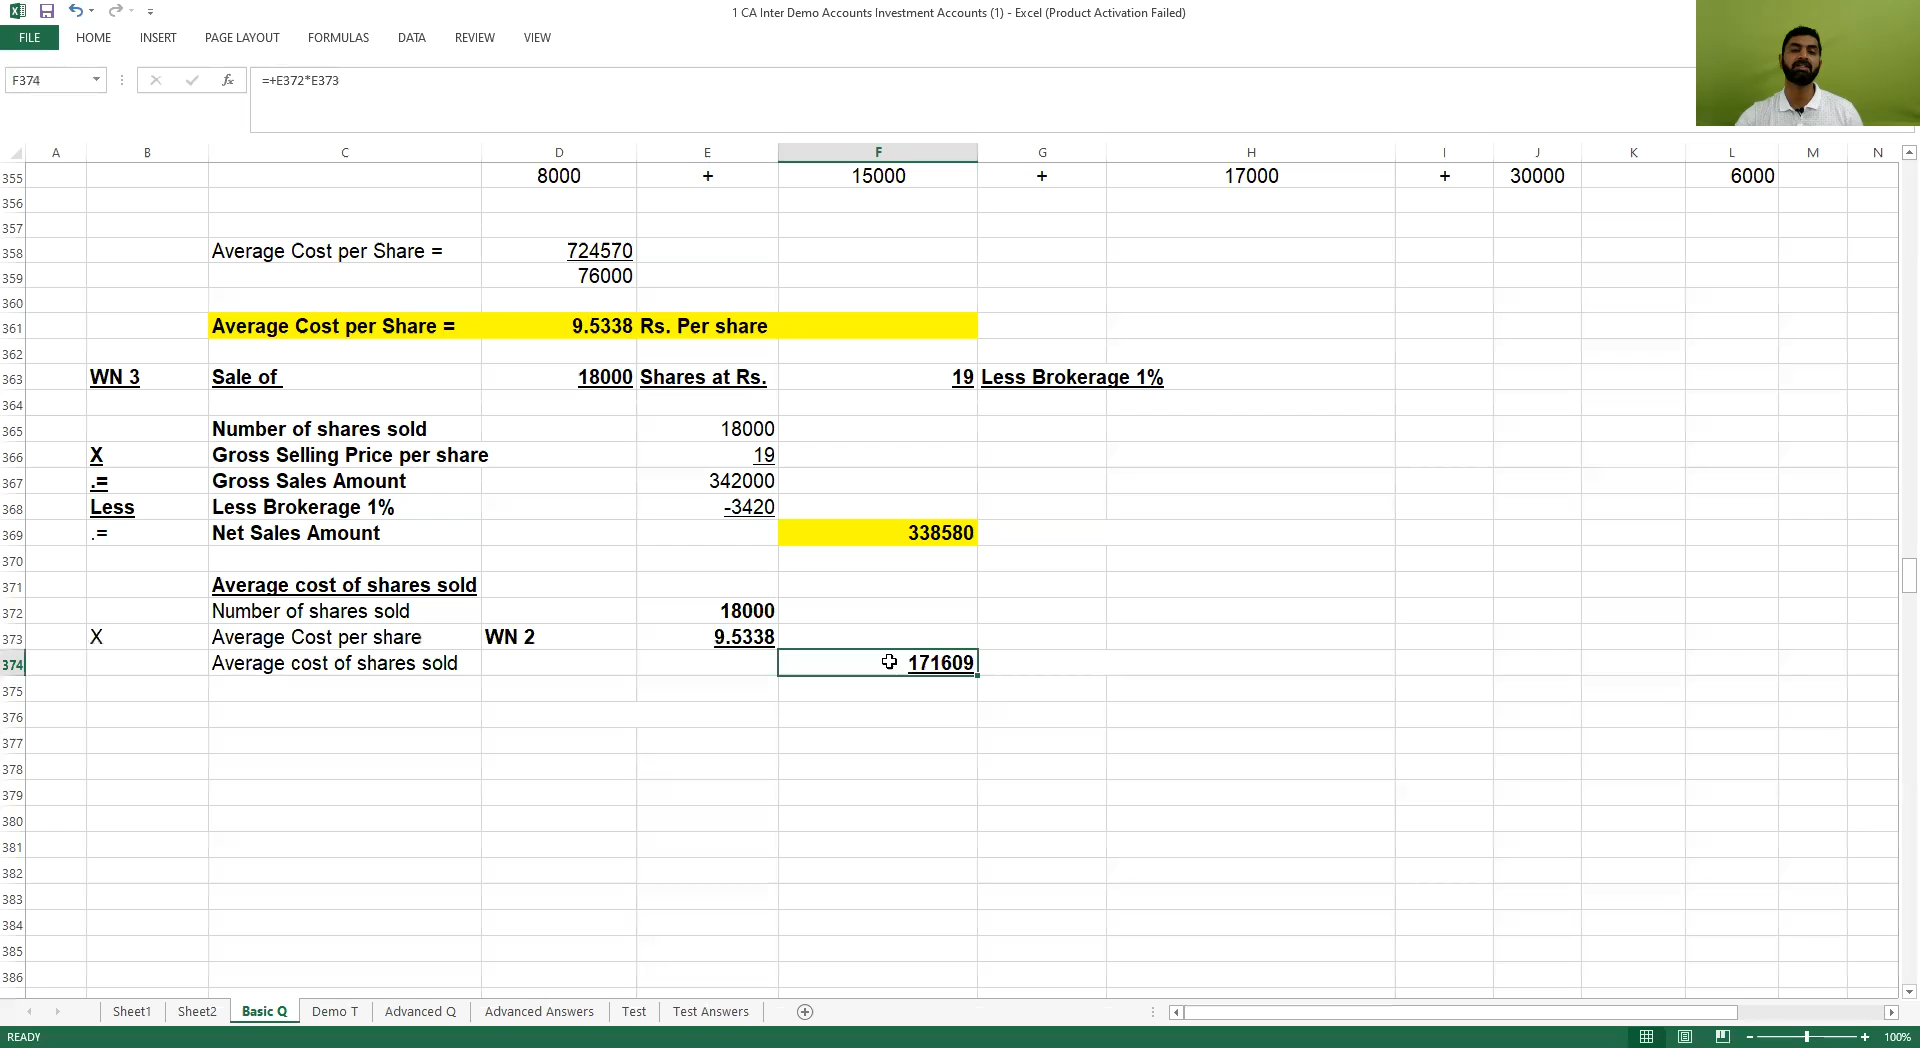 1 CA Inter Demo Accounts Investment Accounts (1) - Excel (Product Activation Failed)
FILE HOME INSERT PAGE LAYOUT FORMULAS DATA REVIEW VIEW
F374 fx =+E372*E373
A B C D E F G H I J K L M N
355 8000 + 15000 + 17000 + 30000 6000
356
357
358 Average Cost per Share = 724570
359 76000
360
361 Average Cost per Share = 9.5338 Rs. Per share
362
363 WN 3 Sale of 18000 Shares at Rs. 19 Less Brokerage 1%
364
365 Number of shares sold 18000
366 X Gross Selling Price per share 19
367 .= Gross Sales Amount 342000
368 Less Less Brokerage 1% -3420
369 .= Net Sales Amount 338580
370
371 Average cost of shares sold
372 Number of shares sold 18000
373 X Average Cost per share WN 2 9.5338
374 Average cost of shares sold 171609
375
376
377
378
379
380
381
382
383
384
385
386
Sheet1 Sheet2 Basic Q Demo T Advanced Q Advanced Answers Test Test Answers
READY 100%